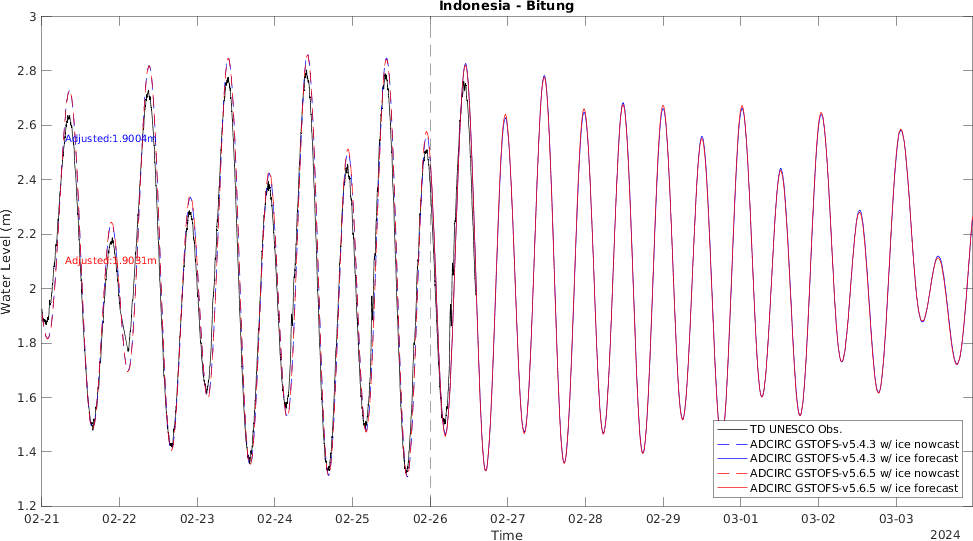 Indonesia - Bitung
3
2.8
2.6
2.4
2.2
2
1.8
1.6
1.4
1.2
Water Level (m)
Adjusted:1.9004m
Adjusted:1.9031m
TD UNESCO Obs.
ADCIRC GSTOFS-v5.4.3 w/ ice nowcast
ADCIRC GSTOFS-v5.4.3 w/ ice forecast
ADCIRC GSTOFS-v5.6.5 w/ ice nowcast
ADCIRC GSTOFS-v5.6.5 w/ ice forecast
02-21 02-22 02-23 02-24 02-25 02-26 02-27 02-28 02-29 03-01 03-02 03-03
Time
2024